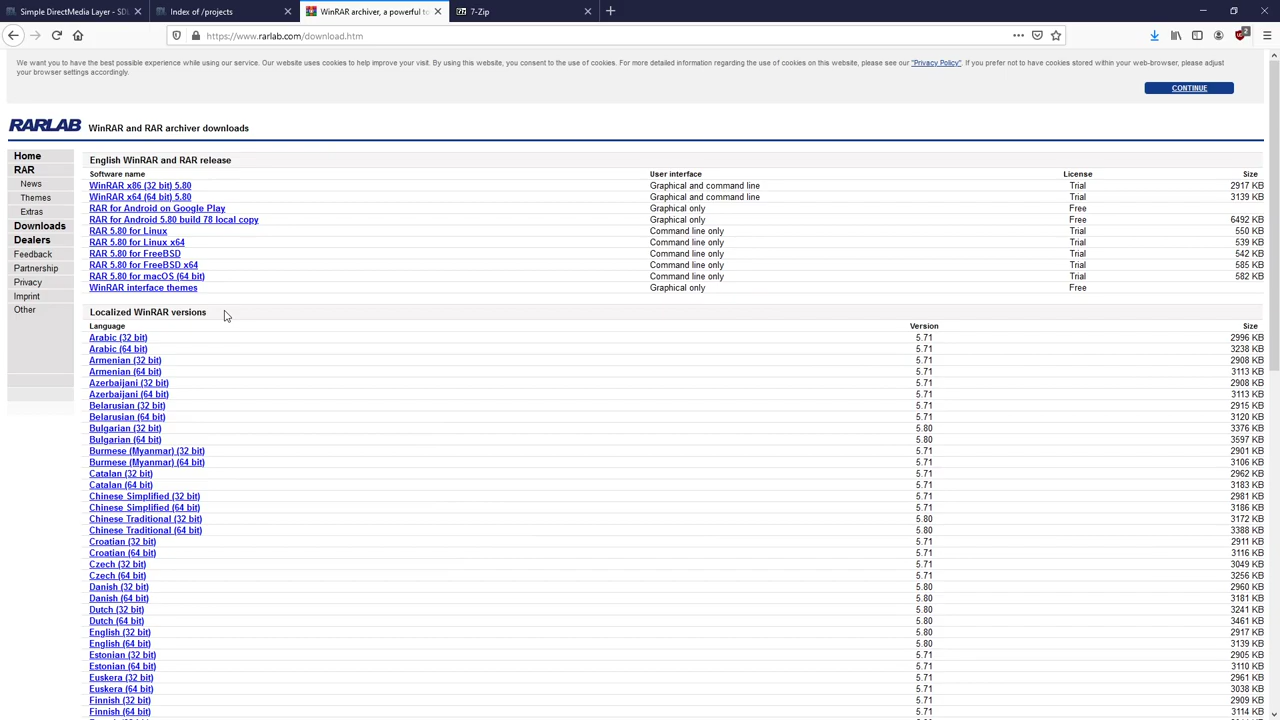 Simple DirectMedia Layer - SDL
Index of /projects
WinRAR archiver, a powerful to
7-Zip
https://www.rarlab.com/download.htm
2
We want you to have the best possible experience while using our service. Our website uses cookies to help improve your visit. By using this website, you consent to the use of cookies. For more detailed information regarding the use of cookies on this website, please see our "Privacy Policy". If you prefer not to have cookies stored within your web-browser, please adjust
your browser settings accordingly.
CONTINUE
RARLAB WinRAR and RAR archiver downloads
Home
RAR
News
Themes
Extras
Downloads
Dealers
Feedback
Partnership
Privacy
Imprint
Other
English WinRAR and RAR release
Software name User interface License Size
WinRAR x86 (32 bit) 5.80 Graphical and command line Trial 2917 KB
WinRAR x64 (64 bit) 5.80 Graphical and command line Trial 3139 KB
RAR for Android on Google Play Graphical only Free
RAR for Android 5.80 build 78 local copy Graphical only Free 6492 KB
RAR 5.80 for Linux Command line only Trial 550 KB
RAR 5.80 for Linux x64 Command line only Trial 539 KB
RAR 5.80 for FreeBSD Command line only Trial 542 KB
RAR 5.80 for FreeBSD x64 Command line only Trial 585 KB
RAR 5.80 for macOS (64 bit) Command line only Trial 582 KB
WinRAR interface themes Graphical only Free
Localized WinRAR versions
Language Version Size
Arabic (32 bit) 5.71 2996 KB
Arabic (64 bit) 5.71 3238 KB
Armenian (32 bit) 5.71 2908 KB
Armenian (64 bit) 5.71 3113 KB
Azerbaijani (32 bit) 5.71 2908 KB
Azerbaijani (64 bit) 5.71 3113 KB
Belarusian (32 bit) 5.71 2915 KB
Belarusian (64 bit) 5.71 3120 KB
Bulgarian (32 bit) 5.80 3376 KB
Bulgarian (64 bit) 5.80 3597 KB
Burmese (Myanmar) (32 bit) 5.71 2901 KB
Burmese (Myanmar) (64 bit) 5.71 3106 KB
Catalan (32 bit) 5.71 2962 KB
Catalan (64 bit) 5.71 3183 KB
Chinese Simplified (32 bit) 5.71 2981 KB
Chinese Simplified (64 bit) 5.71 3186 KB
Chinese Traditional (32 bit) 5.80 3172 KB
Chinese Traditional (64 bit) 5.80 3388 KB
Croatian (32 bit) 5.71 2911 KB
Croatian (64 bit) 5.71 3116 KB
Czech (32 bit) 5.71 3049 KB
Czech (64 bit) 5.71 3256 KB
Danish (32 bit) 5.80 2960 KB
Danish (64 bit) 5.80 3181 KB
Dutch (32 bit) 5.80 3241 KB
Dutch (64 bit) 5.80 3461 KB
English (32 bit) 5.80 2917 KB
English (64 bit) 5.80 3139 KB
Estonian (32 bit) 5.71 2905 KB
Estonian (64 bit) 5.71 3110 KB
Euskera (32 bit) 5.71 2961 KB
Euskera (64 bit) 5.71 3038 KB
Finnish (32 bit) 5.71 2909 KB
Finnish (64 bit) 5.71 3114 KB